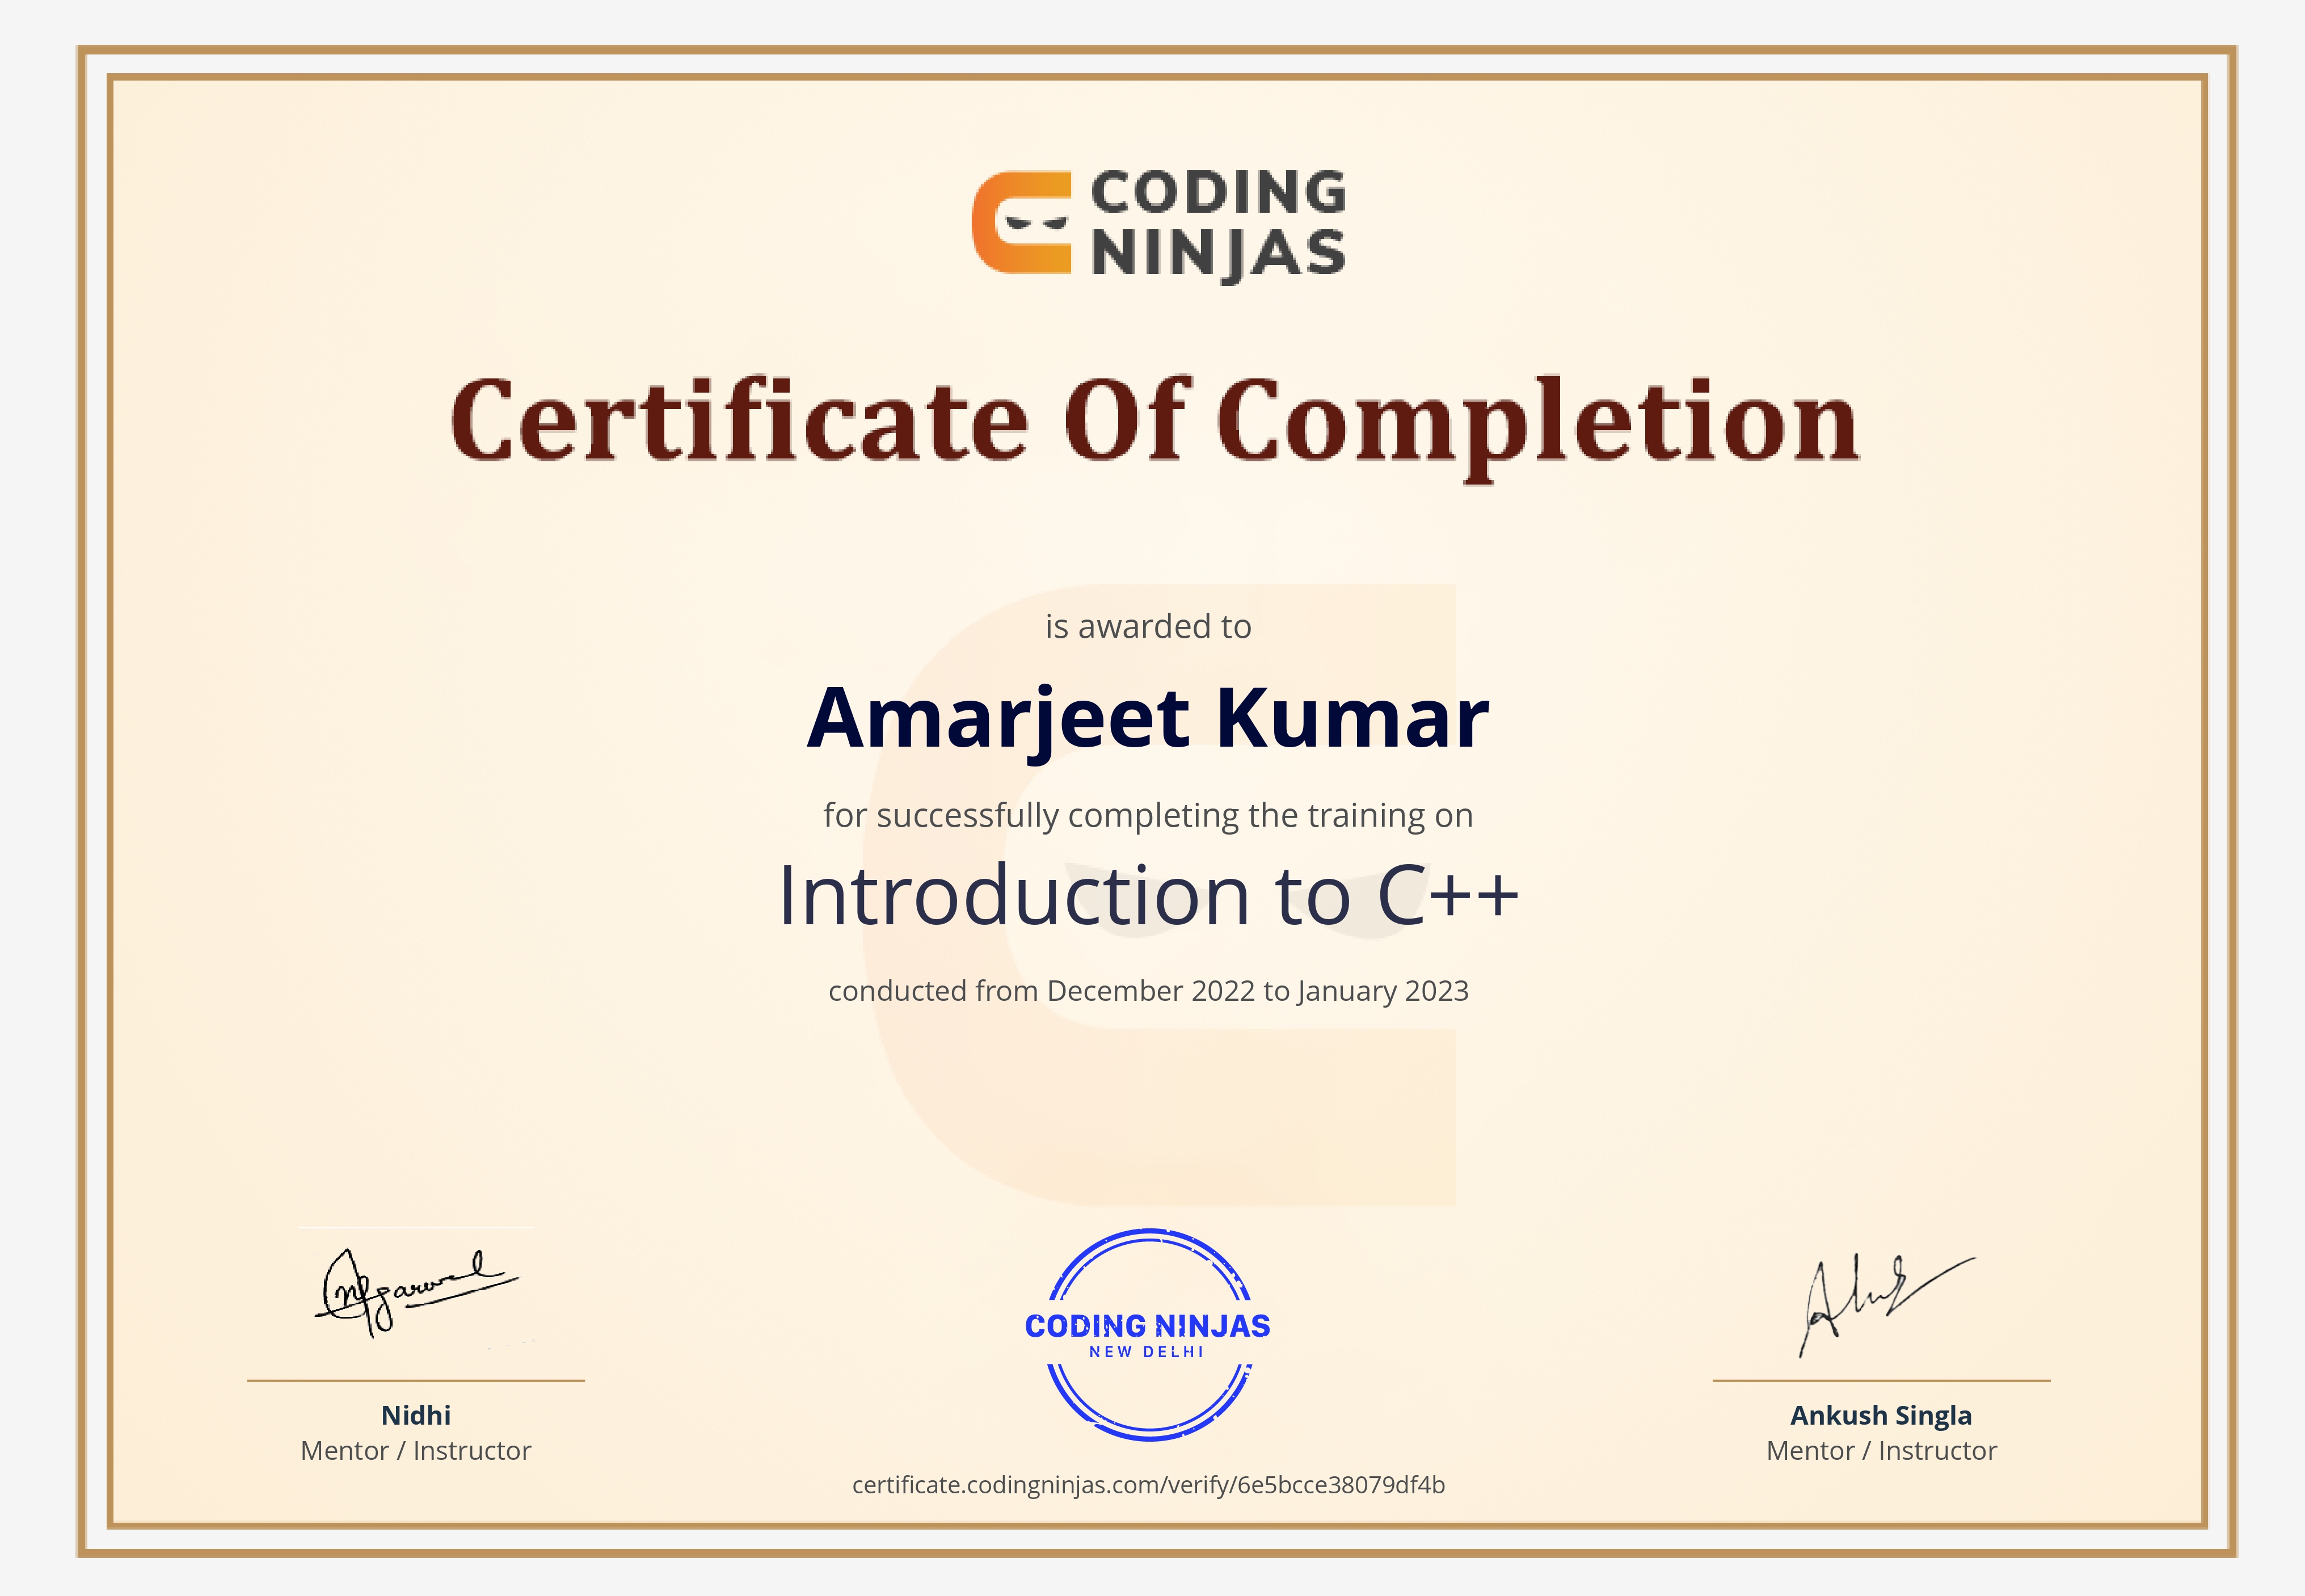 CODING
NINJAS
Certificate Of Completion
is awarded to
Amarjeet Kumar
for successfully completing the training on
Introduction to C++
conducted from December 2022 to January 2023
CODING NINJAS
NEW DELHI
Nidhi
Mentor / Instructor
Ankush Singla
Mentor / Instructor
certificate.codingninjas.com/verify/6e5bcce38079df4b